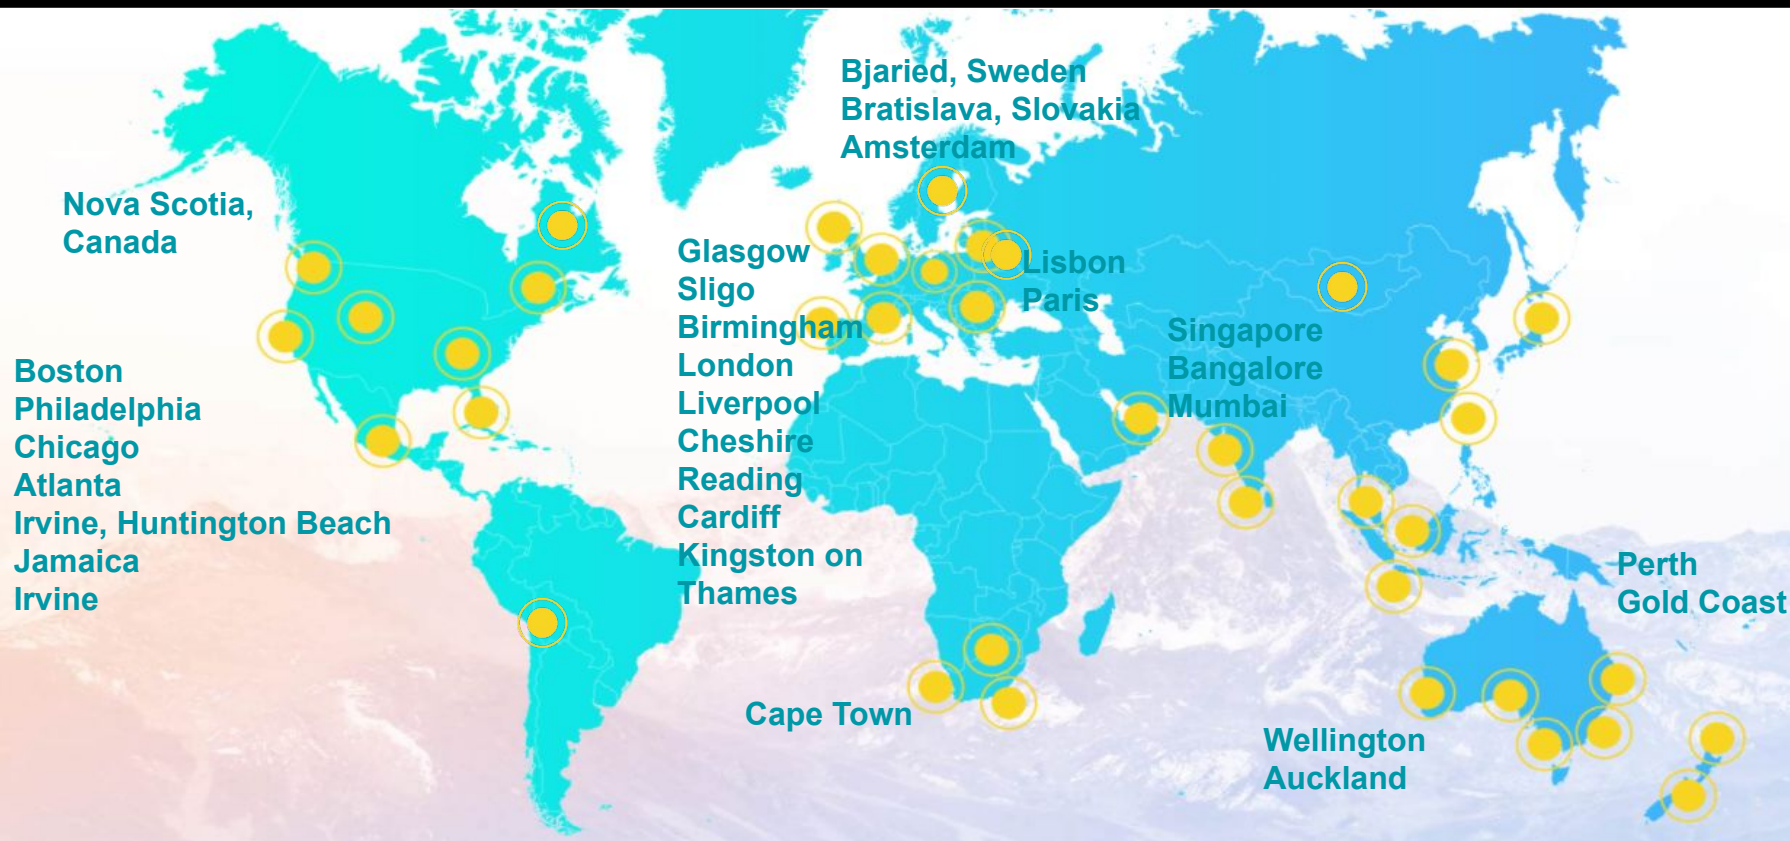 Bjaried, Sweden
Bratislava, Slovakia
Amsterdam
Nova Scotia,
Canada
Glasgow
Sligo
Birmingham
London
Liverpool
Cheshire
Reading
Cardiff
Kingston on
Thames
Lisbon
Paris
Singapore
Bangalore
Mumbai
Boston
Philadelphia
Chicago
Atlanta
Irvine, Huntington Beach
Jamaica
Irvine
Perth
Gold Coast
Cape Town
Wellington
Auckland